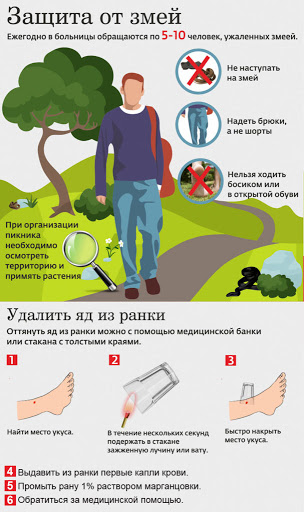 Защита от змей
Ежегодно в больницы обращаются по 5-10 человек, ужаленных змеей.
Не наступать
на змей
Надеть брюки,
а не шорты
Нельзя ходить
босиком или
в открытой обуви
При организации
пикника
необходимо
осмотреть
территорию и
примять растения
Удалить яд из ранки
Оттянуть яд из ранки можно с помощью медицинской банки
или стакана с толстыми краями.
1
Найти место укуса.
2
В течение нескольких секунд
подержать в стакане
зажженную лучину или вату.
3
Быстро накрыть
место укуса.
4 Выдавить из ранки первые капли крови.
5 Промыть рану 1% раствором марганцовки.
6 Обратиться за медицинской помощью.